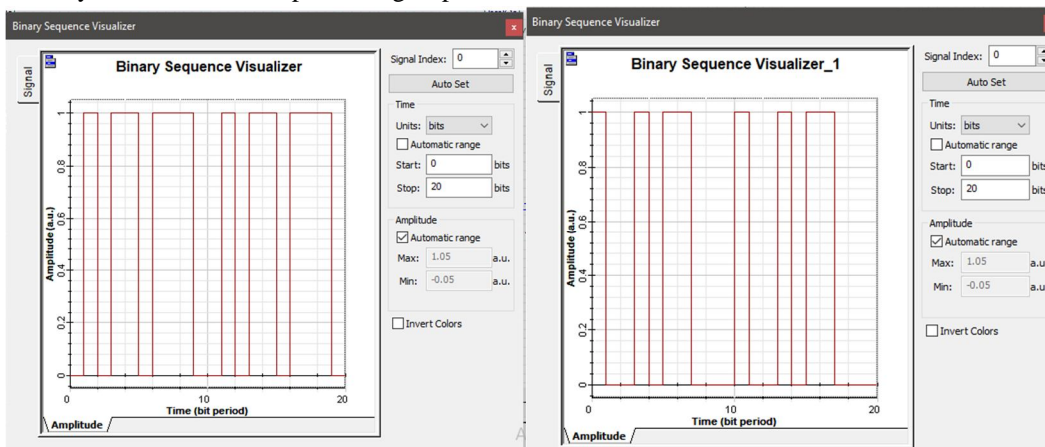 Binary Sequence Visualizer
x
Signal
Binary Sequence Visualizer
Signal Index: 0
Auto Set
Time
Units: bits
Automatic range
Start: 0 bits
Stop: 20 bits
Amplitude
Automatic range
Max: 1.05 a.u.
Min: -0.05 a.u.
Invert Colors
Amplitude (a.u.)
1
0.8
0.6
0.4
0.2
0
0 10 20
Time (bit period)
Amplitude
Binary Sequence Visualizer
Signal
Binary Sequence Visualizer_1
Signal Index: 0
Auto Set
Time
Units: bits
Automatic range
Start: 0 bits
Stop: 20 bits
Amplitude
Automatic range
Max: 1.05 a.u.
Min: -0.05 a.u.
Invert Colors
Amplitude (a.u.)
1
0.8
0.6
0.4
0.2
0
0 10 20
Time (bit period)
Amplitude